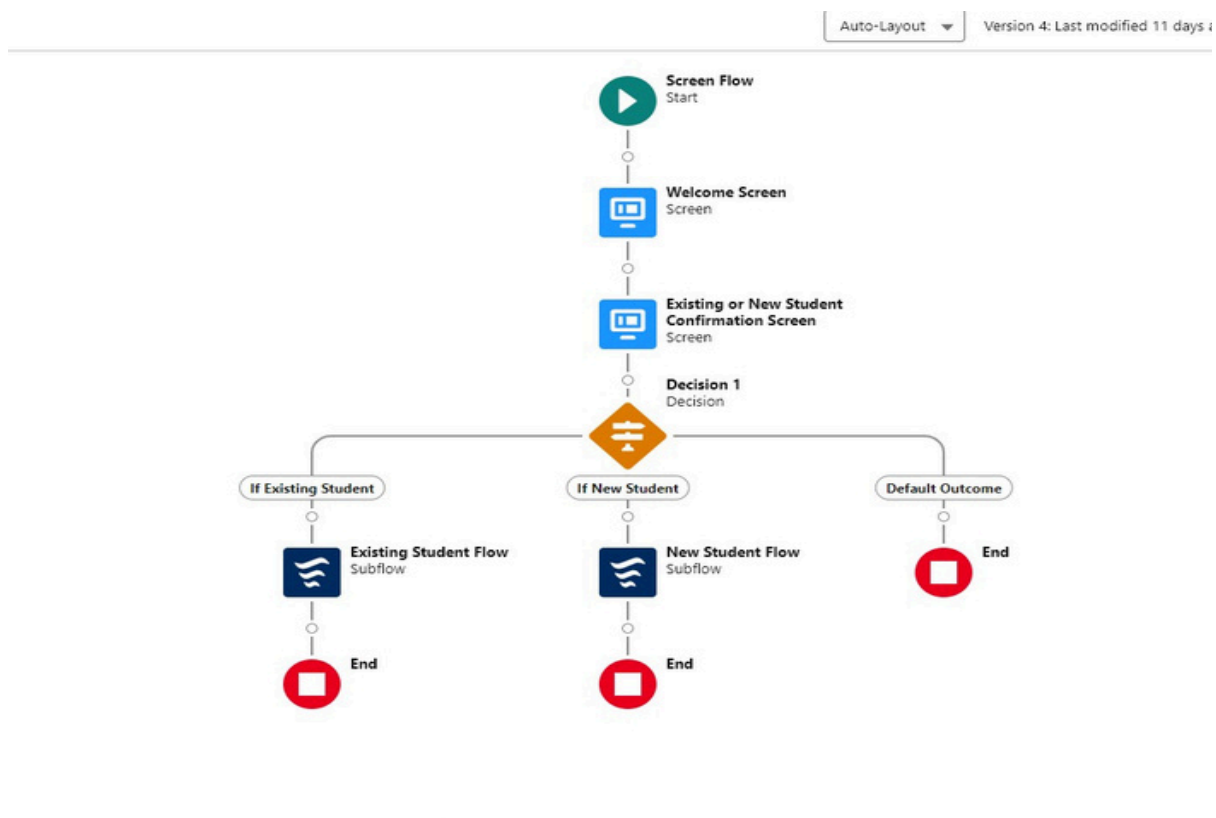 Auto-Layout
Version 4: Last modified 11 days
Screen Flow
Start
Welcome Screen
Screen
Existing or New Student
Confirmation Screen
Screen
Decision 1
Decision
If Existing Student
If New Student
Default Outcome
Existing Student Flow
Subflow
New Student Flow
Subflow
End
End
End